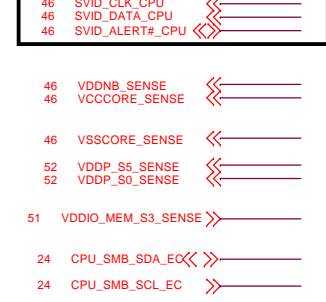 46 SVID_CLK_CPU
46 SVID_DATA_CPU
46 SVID_ALERT#_CPU
46 VDDNB_SENSE
46 VCCCORE_SENSE
46 VSSCORE_SENSE
52 VDDP_S5_SENSE
52 VDDP_S0_SENSE
51 VDDIO_MEM_S3_SENSE
24 CPU_SMB_SDA_EC
24 CPU_SMB_SCL_EC